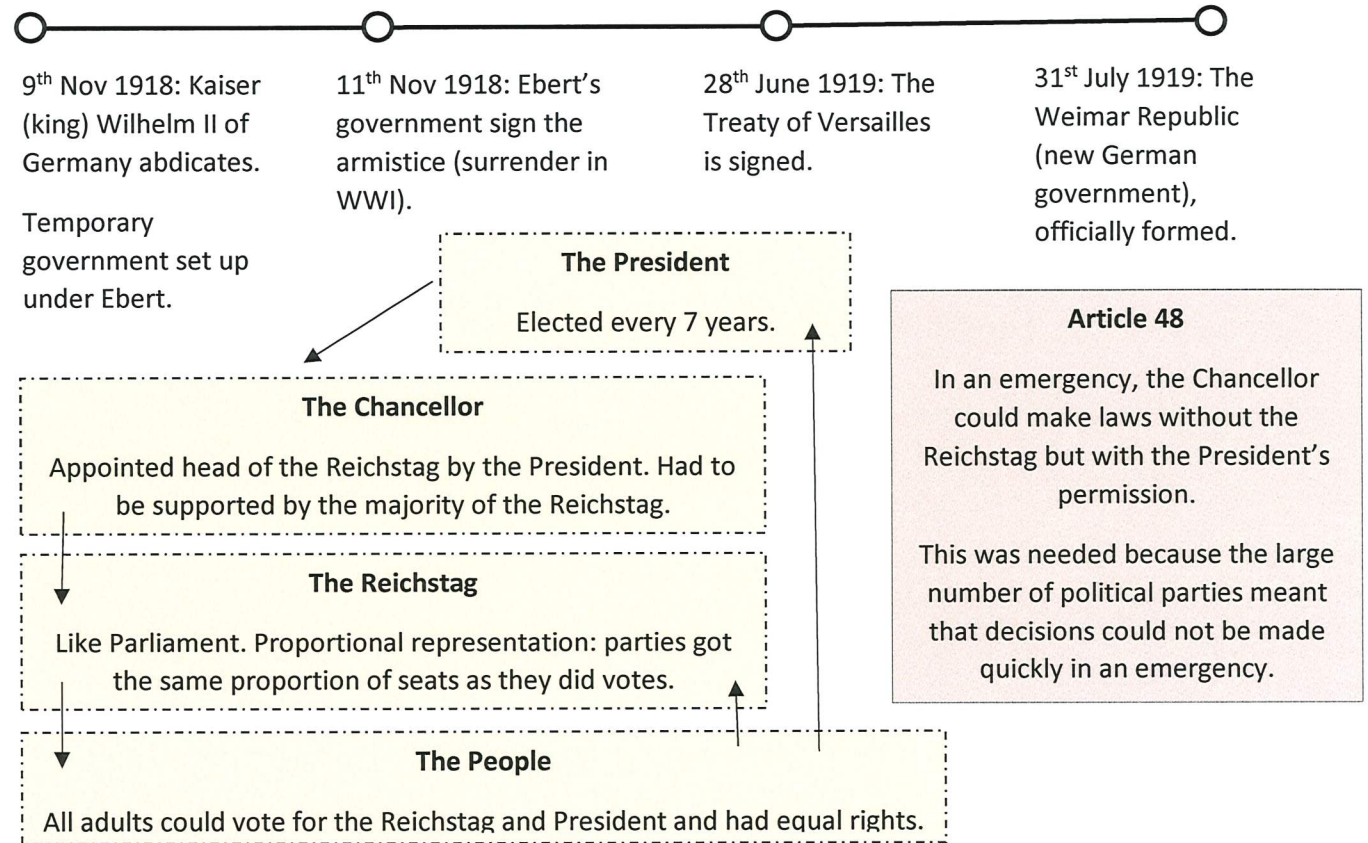 9th Nov 1918: Kaiser
(king) Wilhelm II of
Germany abdicates.
Temporary
government set up
under Ebert.
11th Nov 1918: Ebert's
government sign the
armistice (surrender in
WWI).
28th June 1919: The
Treaty of Versailles
is signed.
31st July 1919: The
Weimar Republic
(new German
government),
officially formed.
The President
Elected every 7 years.
The Chancellor
Appointed head of the Reichstag by the President. Had to
be supported by the majority of the Reichstag.
The Reichstag
Like Parliament. Proportional representation: parties got
the same proportion of seats as they did votes.
The People
All adults could vote for the Reichstag and President and had equal rights.
Article 48
In an emergency, the Chancellor
could make laws without the
Reichstag but with the President's
permission.
This was needed because the large
number of political parties meant
that decisions could not be made
quickly in an emergency.